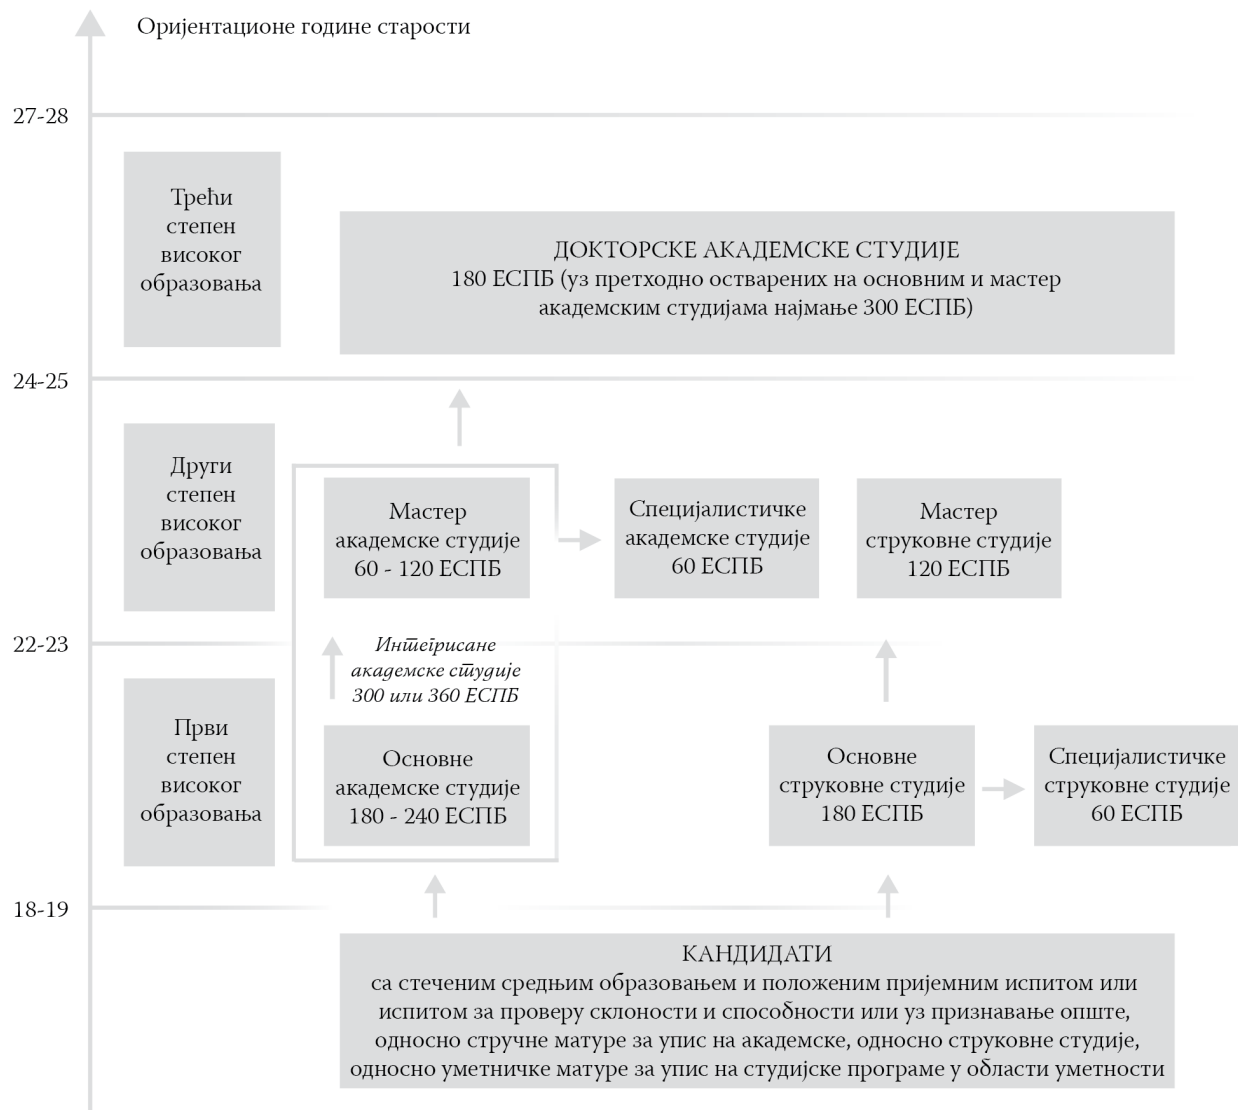 Оријентационе године старости
27-28
Трећи
степен
високог
образовања
ДОКТОРСКЕ АКАДЕМСКЕ СТУДИЈЕ
180 ЕСПБ (уз претходно остварених на основним и мастер
академским студијама најмање 300 ЕСПБ)
24-25
Други
степен
високог
образовања
Мастер
академске студије
60 - 120 ЕСПБ
Специјалистичке
академске студије
60 ЕСПБ
Мастер
струковне студије
120 ЕСПБ
22-23
Интегрисане
академске студије
300 или 360 ЕСПБ
Први
степен
високог
образовања
Основне
академске студије
180 - 240 ЕСПБ
Основне
струковне студије
180 ЕСПБ
Специјалистичке
струковне студије
60 ЕСПБ
18-19
КАНДИДАТИ
са стеченим средњим образовањем и положеним пријемним испитом или
испитом за проверу склоности и способности или уз признавање опште,
односно стручне матуре за упис на академске, односно струковне студије,
односно уметничке матуре за упис на студијске програме у области уметности